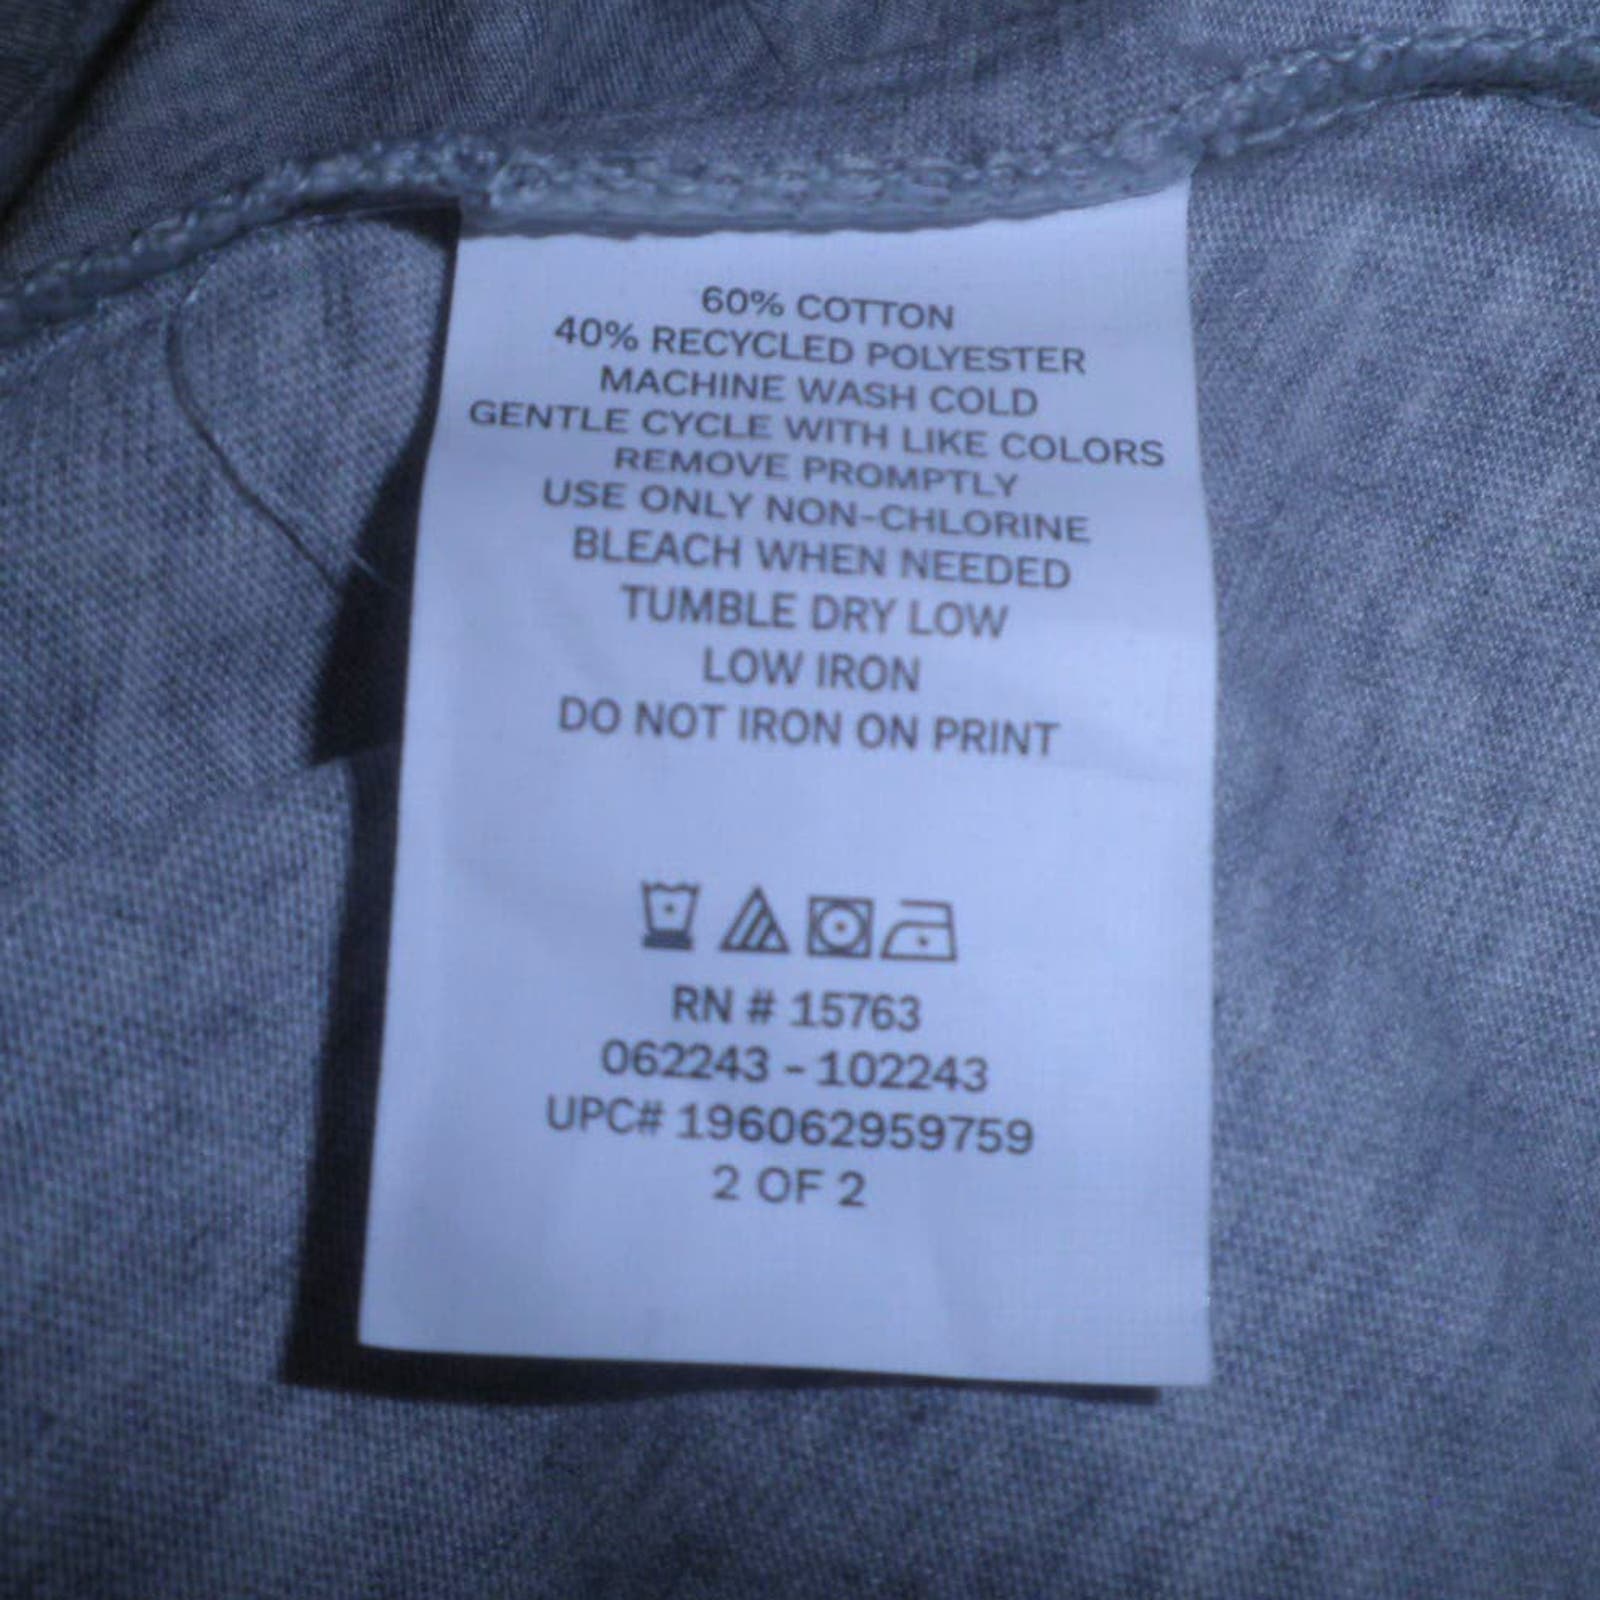 60% COTTON
40% RECYCLED POLYESTER
MACHINE WASH COLD
GENTLE CYCLE WITH LIKE COLORS
REMOVE PROMPTLY
USE ONLY NON-CHLORINE
BLEACH WHEN NEEDED
TUMBLE DRY LOW
LOW IRON
DO NOT IRON ON PRINT
RN # 15763
062243 - 102243
UPC# 196062959759
2 OF 2